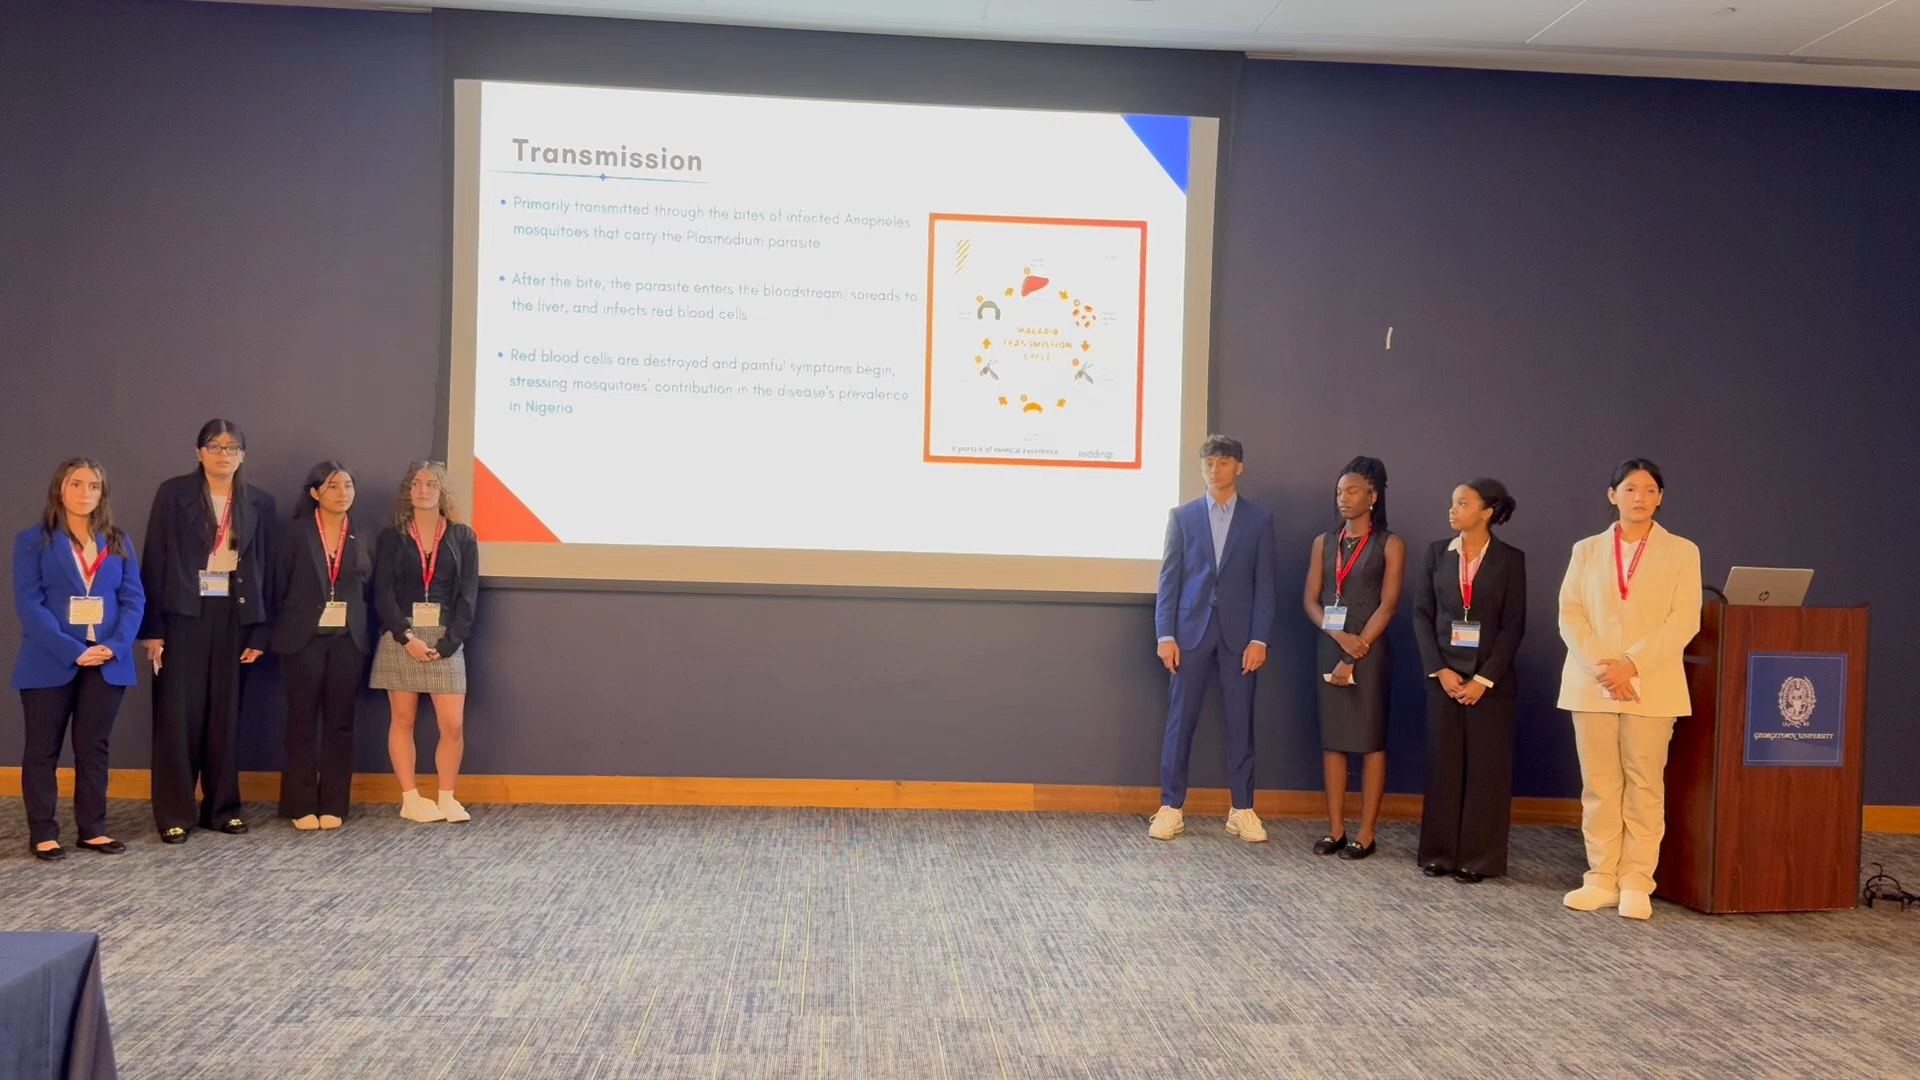 Transmission
• Primarily transmitted through the bites of infected Anopheles
mosquitoes that carry the Plasmodium parasite
• After the bite, the parasite enters the bloodstream, spreads to
the liver, and infects red blood cells
• Red blood cells are destroyed and painful symptoms begin,
stressing mosquitoes' contribution in the disease's prevalence
in Nigeria
MALARIA
TRANSMISSION
CYCLE
hp
GEORGETOWN UNIVERSITY